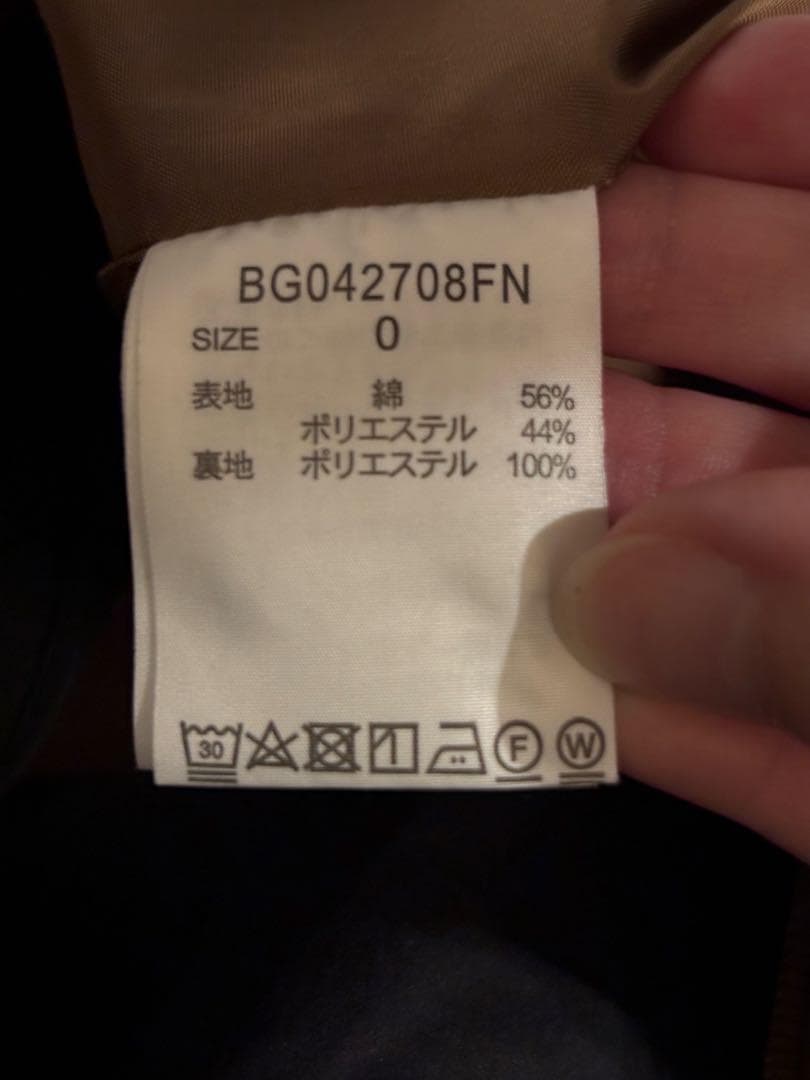 BG042708FN
SIZE 0
表地 綿 56%
ポリエステル 44%
裏地 ポリエステル 100%
30 F W